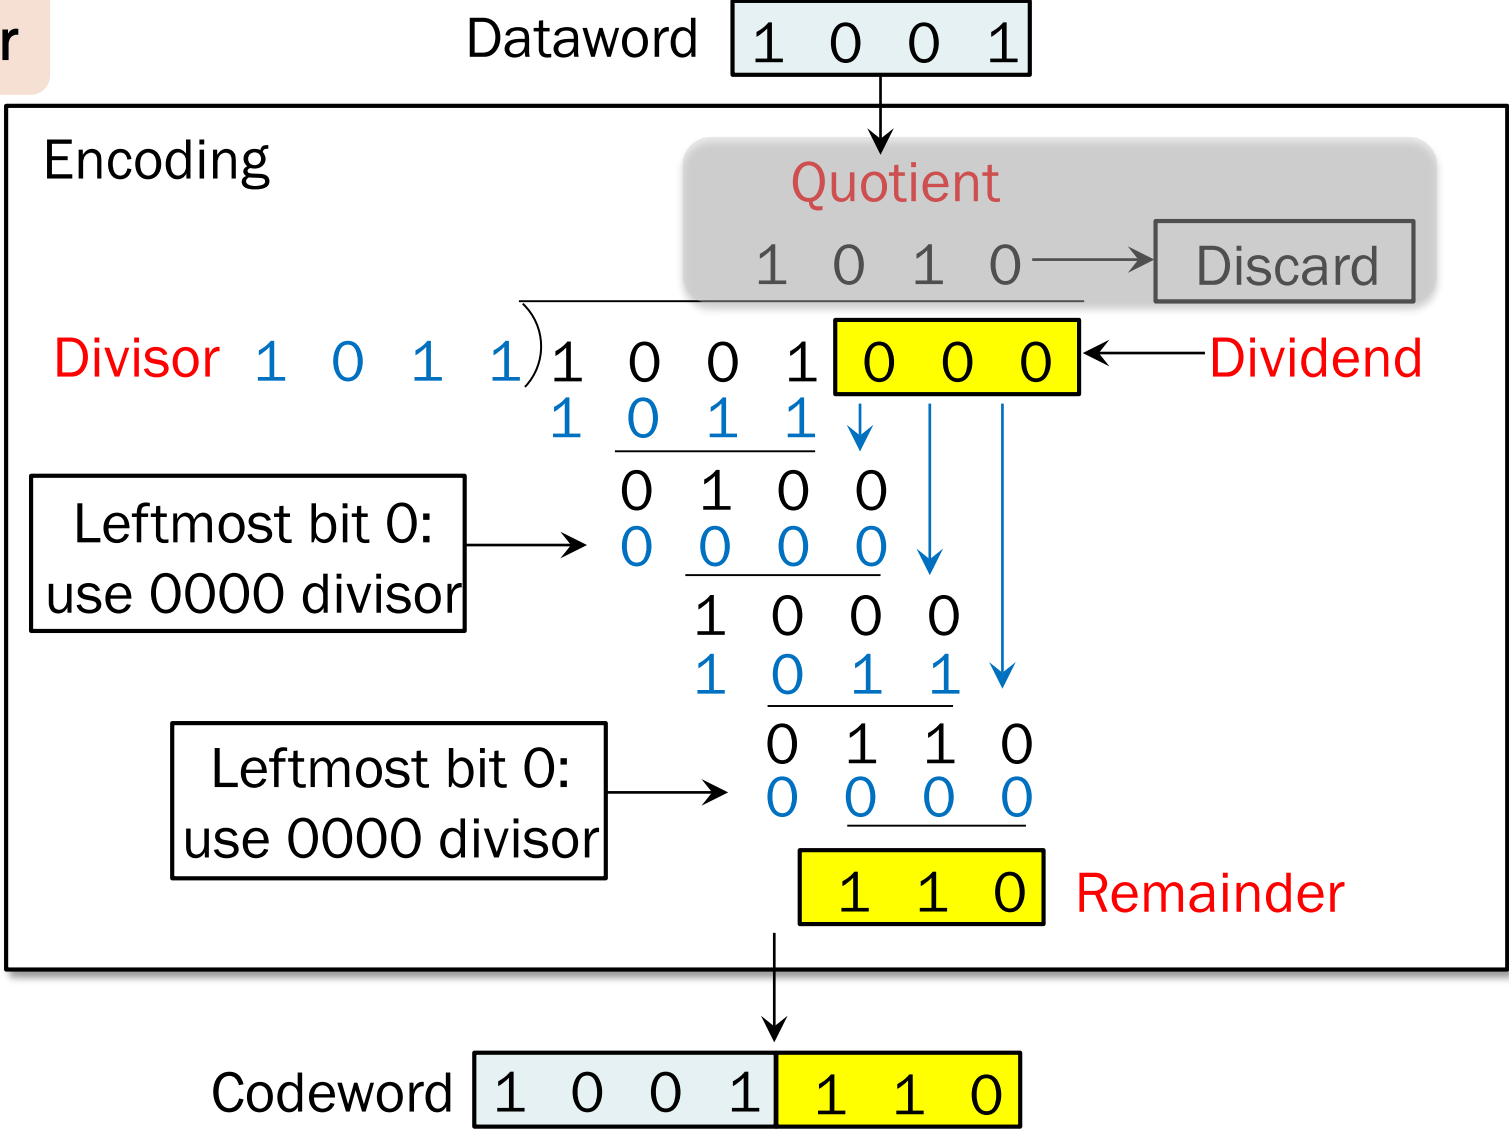 r
Dataword 1 0 0 1
Encoding
Quotient
1 0 1 0 Discard
Divisor 1 0 1 1 1 0 0 1 0 0 0 Dividend
1 0 1 1
0 1 0 0
Leftmost bit 0:
use 0000 divisor
0 0 0 0
1 0 0 0
1 0 1 1
0 1 1 0
Leftmost bit 0:
use 0000 divisor
0 0 0 0
1 1 0 Remainder
Codeword 1 0 0 1 1 1 0